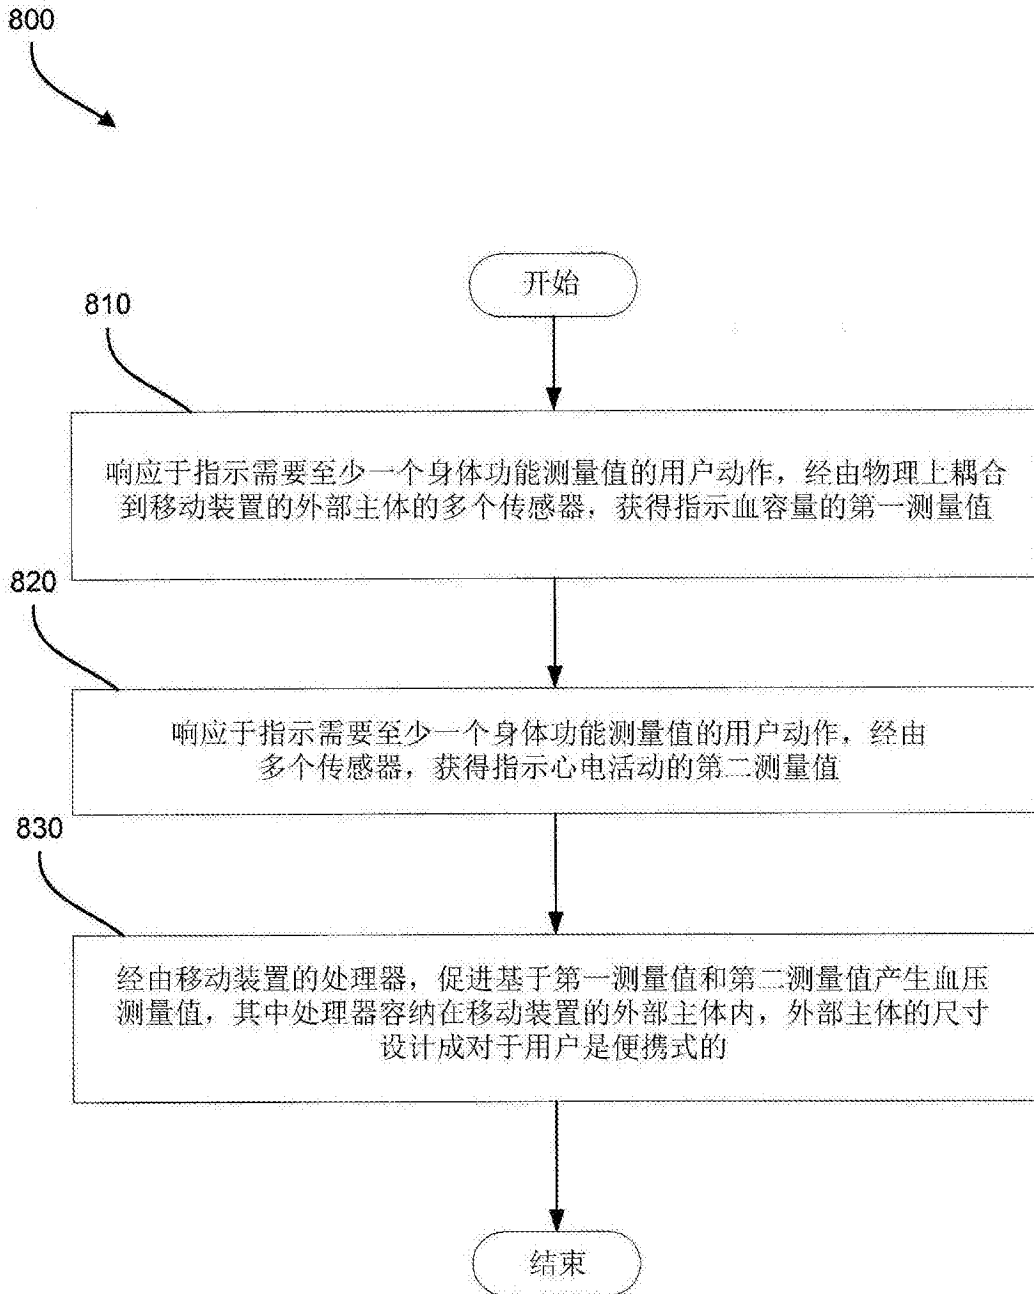 800
开始
810
响应于指示需要至少一个身体功能测量值的用户动作，经由物理上耦合
到移动装置的外部主体的多个传感器，获得指示血容量的第一测量值
820
响应于指示需要至少一个身体功能测量值的用户动作，经由
多个传感器，获得指示心电活动的第二测量值
830
经由移动装置的处理器，促进基于第一测量值和第二测量值产生血压
测量值，其中处理器容纳在移动装置的外部主体内，外部主体的尺寸
设计成对于用户是便携式的
结束